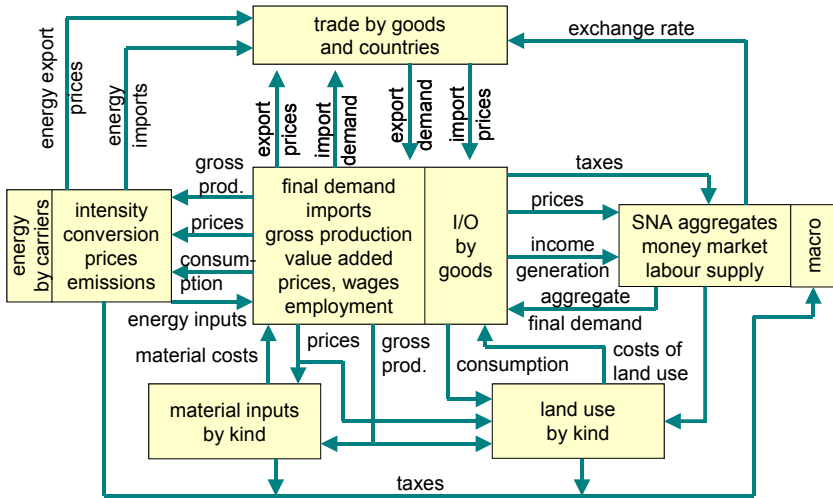 trade by goods
and countries
exchange rate
energy export
prices
energy
imports
export
prices
import
demand
export
demand
import
prices
gross
prod.
prices
consum-
ption
energy inputs
material costs
energy
by carriers
intensity
conversion
prices
emissions
final demand
imports
gross production
value added
prices, wages
employment
I/O
by
goods
taxes
prices
income
generation
aggregate
final demand
SNA aggregates
money market
labour supply
macro
prices
gross
prod.
consumption
costs of
land use
material inputs
by kind
land use
by kind
taxes